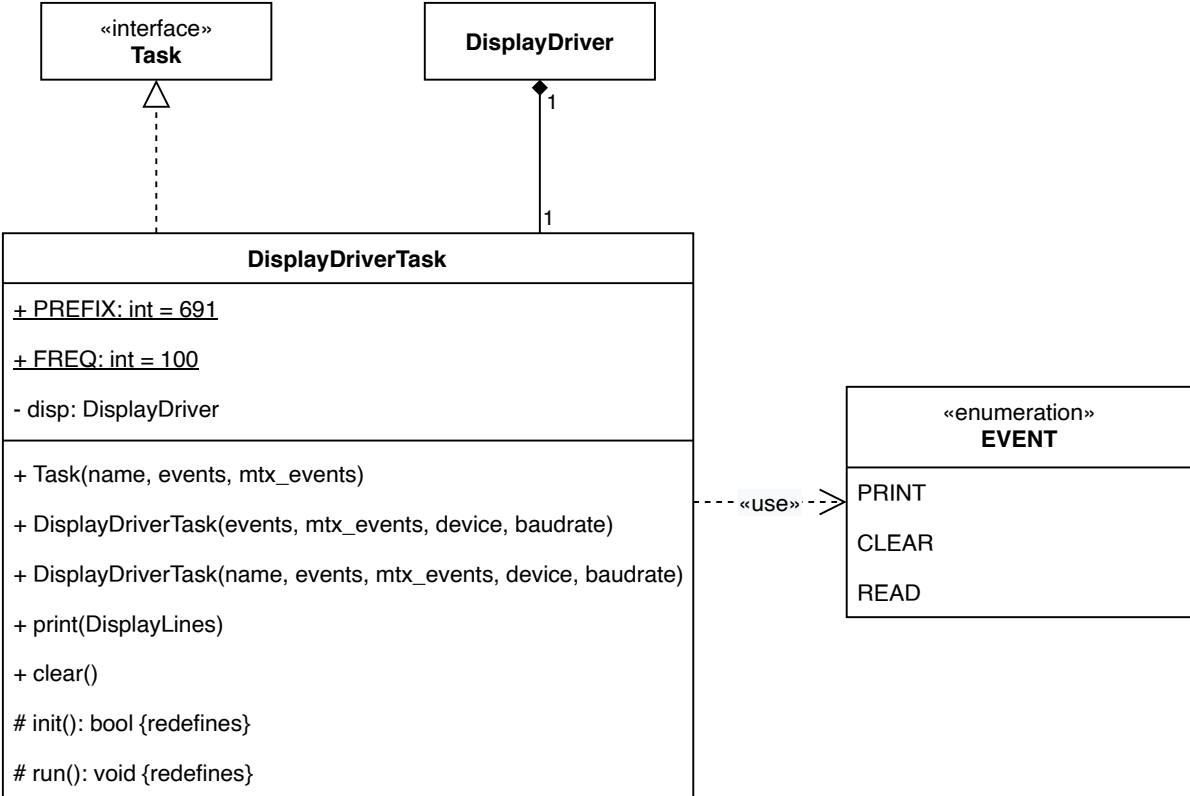 «interface»
Task
DisplayDriver
1
1
DisplayDriverTask
+ PREFIX: int = 691
+ FREQ: int = 100
- disp: DisplayDriver
+ Task(name, events, mtx_events)
+ DisplayDriverTask(events, mtx_events, device, baudrate)
+ DisplayDriverTask(name, events, mtx_events, device, baudrate)
+ print(DisplayLines)
+ clear()
# init(): bool {redefines}
# run(): void {redefines}
«use»
«enumeration»
EVENT
PRINT
CLEAR
READ